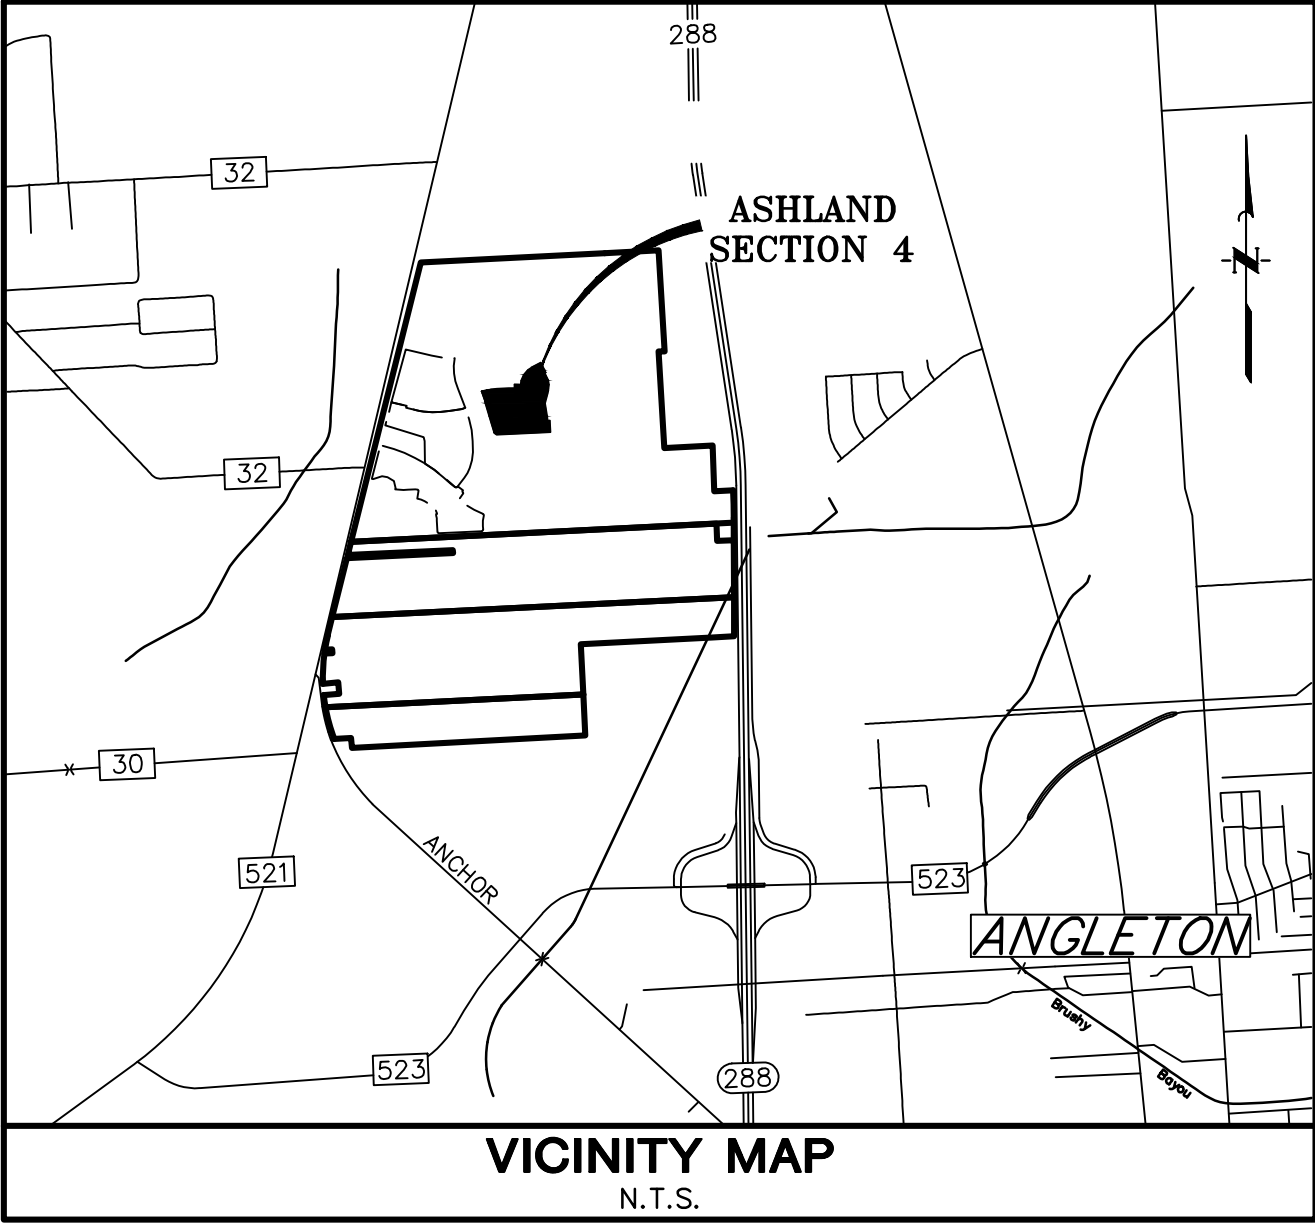 288
32
ASHLAND
SECTION 4
N
32
30
ANCHOR
521
523
ANGLETON
Brushy
Bayou
523
288
VICINITY MAP
N.T.S.